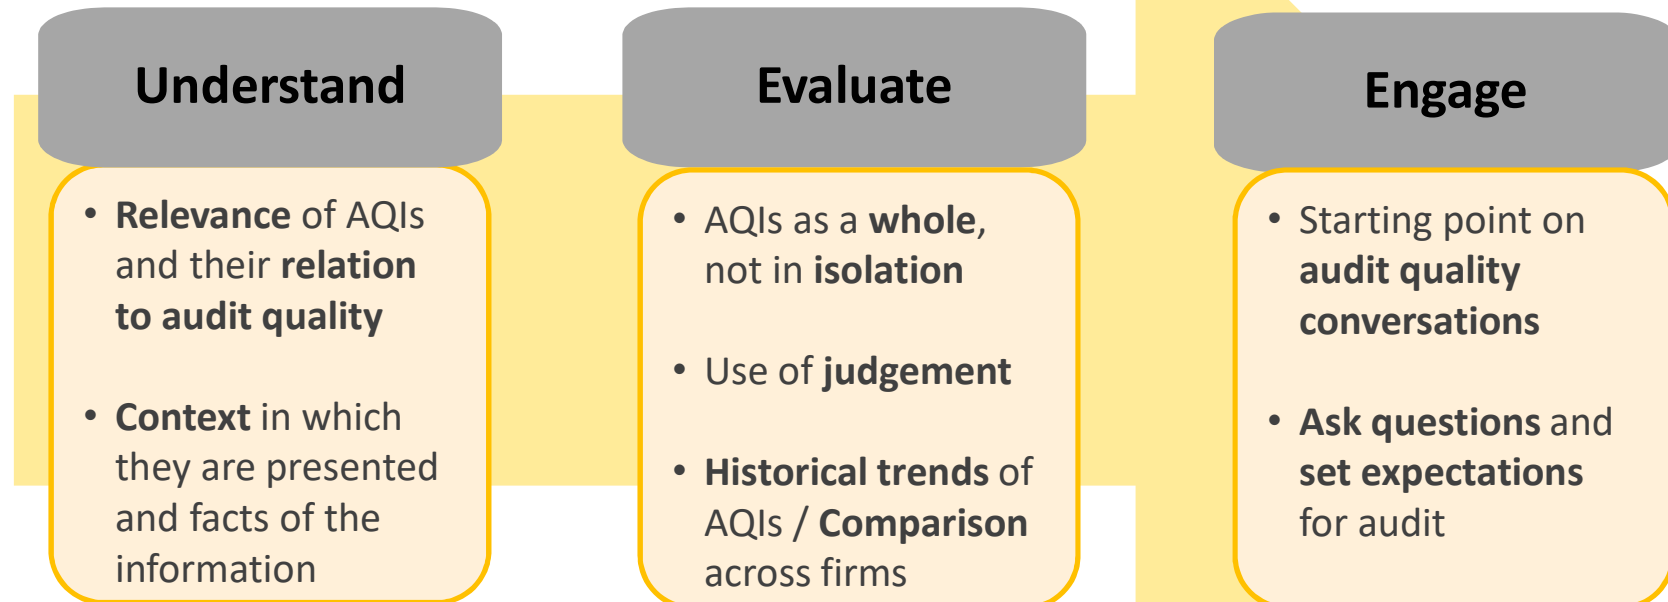 Understand
• Relevance of AQIs
and their relation
to audit quality
• Context in which
they are presented
and facts of the
information
Evaluate
• AQIs as a whole,
not in isolation
• Use of judgement
• Historical trends of
AQIs / Comparison
across firms
Engage
• Starting point on
audit quality
conversations
• Ask questions and
set expectations
for audit